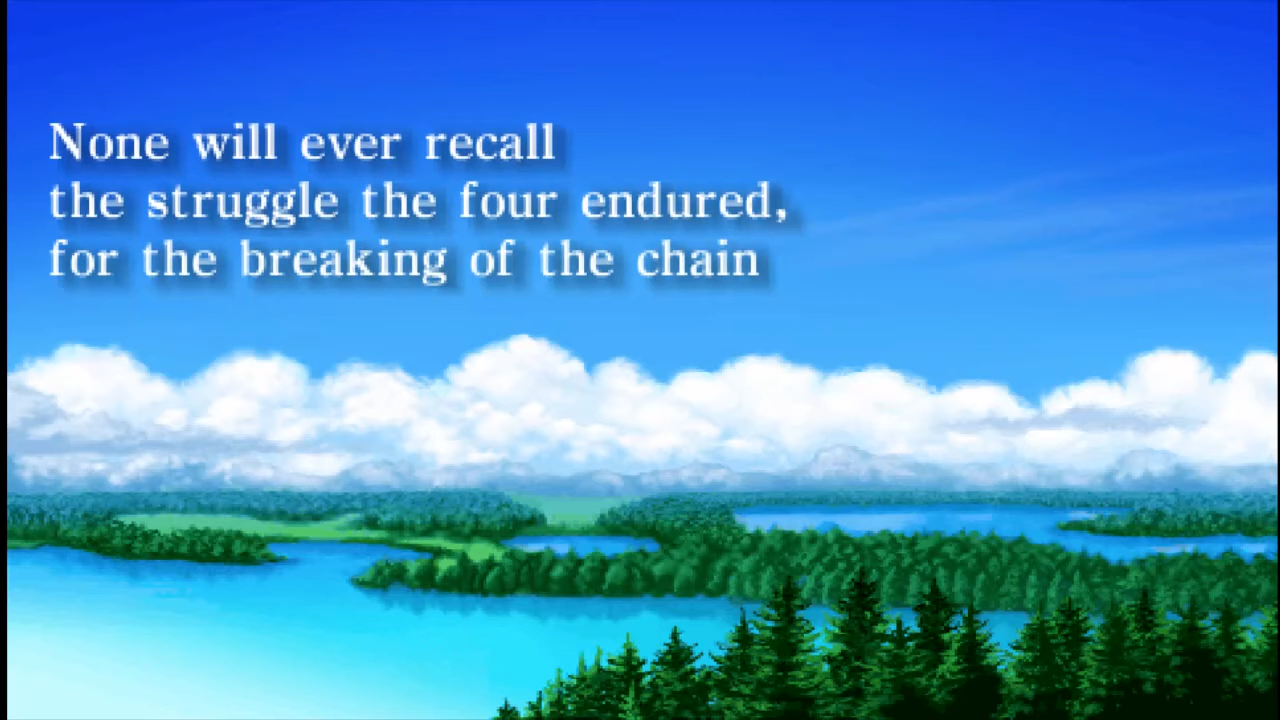 None will ever recall
the struggle the four endured,
for the breaking of the chain